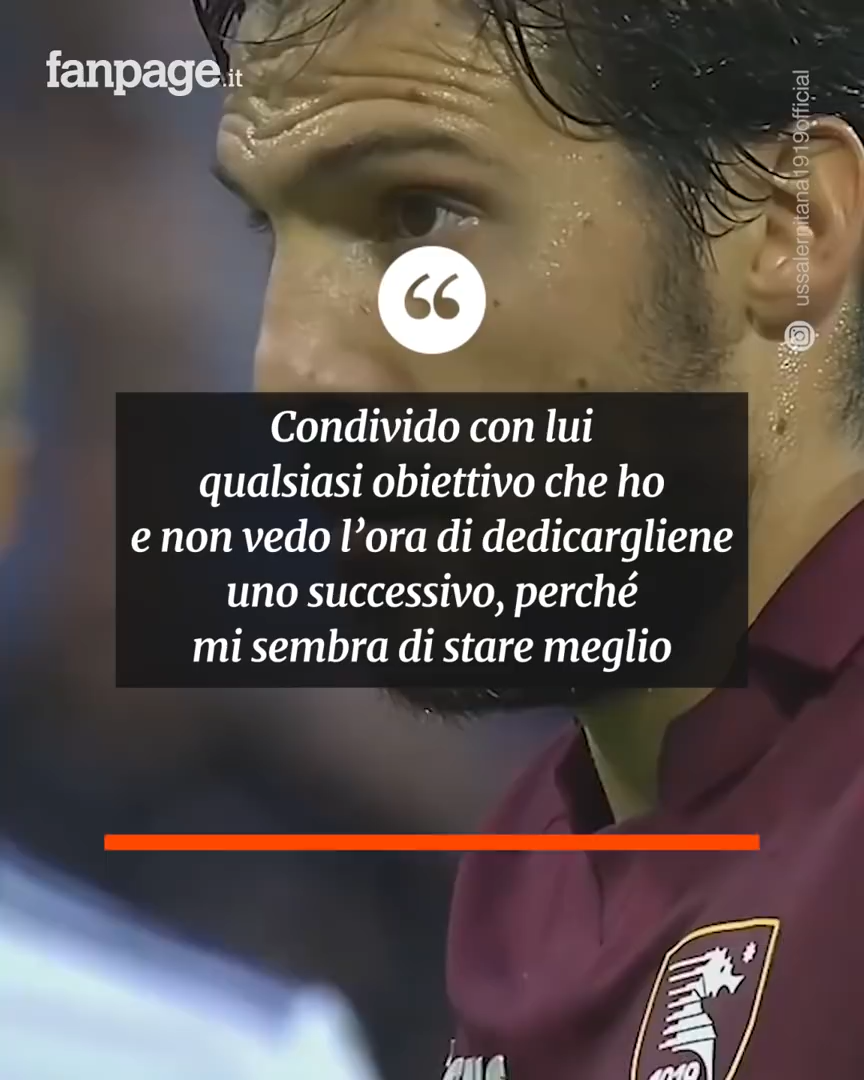 fanpage.it
ussalernitana1919official
Condivido con lui
qualsiasi obiettivo che ho
e non vedo l’ora di dedicargliene
uno successivo, perché
mi sembra di stare meglio
1919